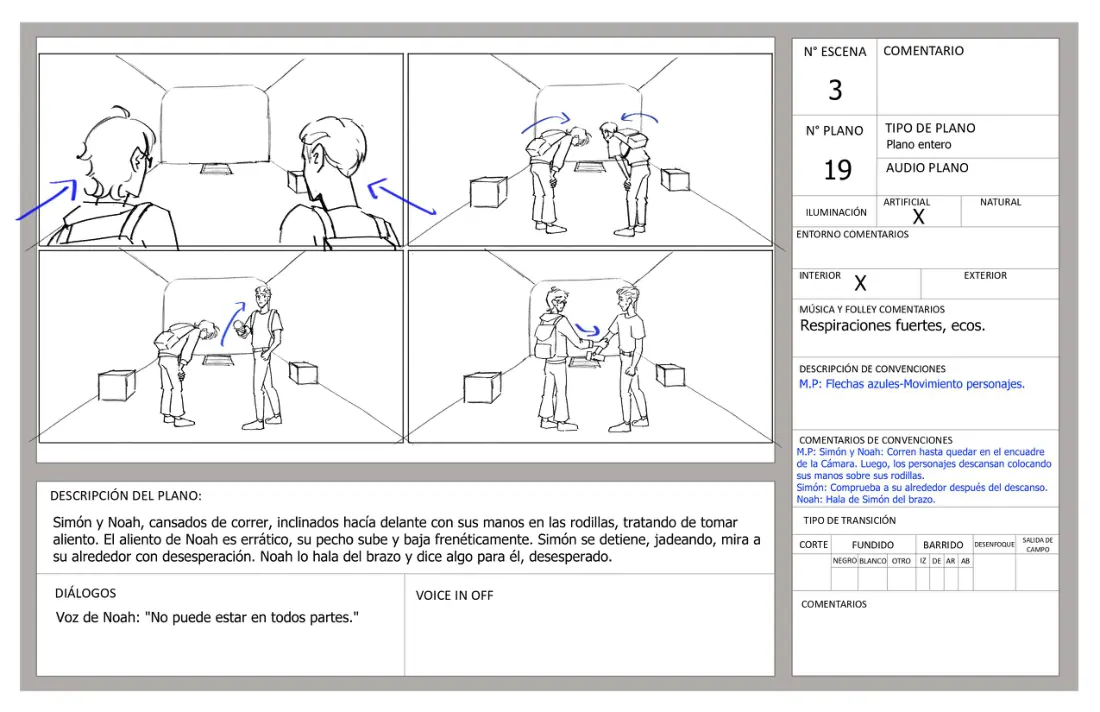 N° ESCENA
3
COMENTARIO
N° PLANO
19
TIPO DE PLANO
Plano entero
AUDIO PLANO
ILUMINACIÓN
ARTIFICIAL
X
NATURAL
ENTORNO COMENTARIOS
INTERIOR
X
EXTERIOR
MÚSICA Y FOLLEY COMENTARIOS
Respiraciones fuertes, ecos.
DESCRIPCIÓN DE CONVENCIONES
M.P: Flechas azules-Movimiento personajes.
COMENTARIOS DE CONVENCIONES
M.P: Simón y Noah: Corren hasta quedar en el encuadre
de la Cámara. Luego, los personajes descansan colocando
sus manos sobre sus rodillas.
Simón: Comprueba a su alrededor después del descanso.
Noah: Hala de Simón del brazo.
TIPO DE TRANSICIÓN
CORTE
FUNDIDO
BARRIDO
DESENFOQUE
SALIDA DE
CAMPO
NEGRO BLANCO OTRO
IZ DE AR AB
COMENTARIOS
DESCRIPCIÓN DEL PLANO:
Simón y Noah, cansados de correr, inclinados hacía delante con sus manos en las rodillas, tratando de tomar
aliento. El aliento de Noah es errático, su pecho sube y baja frenéticamente. Simón se detiene, jadeando, mira a
su alrededor con desesperación. Noah lo hala del brazo y dice algo para él, desesperado.
DIÁLOGOS
Voz de Noah: "No puede estar en todos partes."
VOICE IN OFF